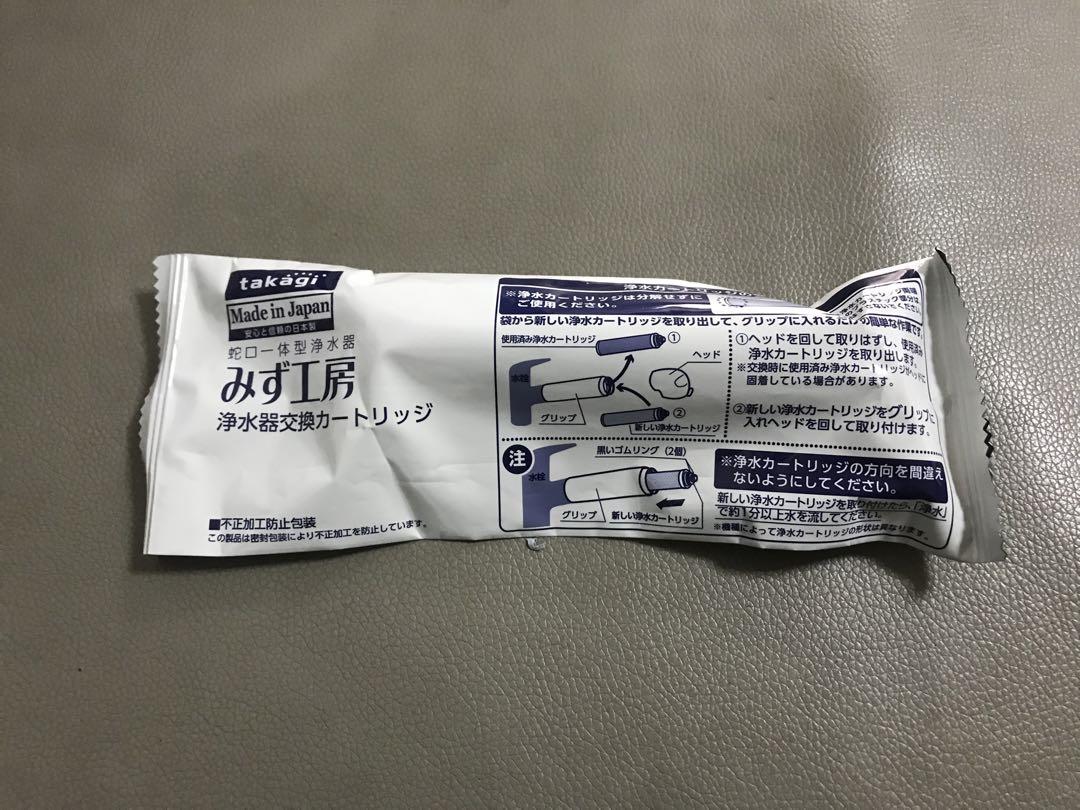 takagi
Made in Japan
安心と信頼の日本製
蛇口一体型浄水器
みず工房
浄水器交換カートリッジ
■不正加工防止包装
この製品は密封包装により不正加工を防止しています。
※浄水カートリッジは分解せずに
ご使用ください。
袋から新しい浄水カートリッジを取り出して、グリップに入れるだけの簡単な作業です
使用済み浄水カートリッジ
①
ヘッド
水栓
グリップ
②
新しい浄水カートリッジ
①ヘッドを回して取りはずし、使用済み
浄水カートリッジを取り出します。
※交換時に使用済み浄水カートリッジがヘッドに
固着している場合があります。
②新しい浄水カートリッジをグリップに
入れヘッドを回して取り付けます。
注
黒いゴムリング（2個）
水栓
グリップ
新しい浄水カートリッジ
※浄水カートリッジの方向を間違え
ないようにしてください。
新しい浄水カートリッジを取り付けたら、「浄水」
で約1分以上水を流してください。
※機種によって浄水カートリッジの形状は異なります。